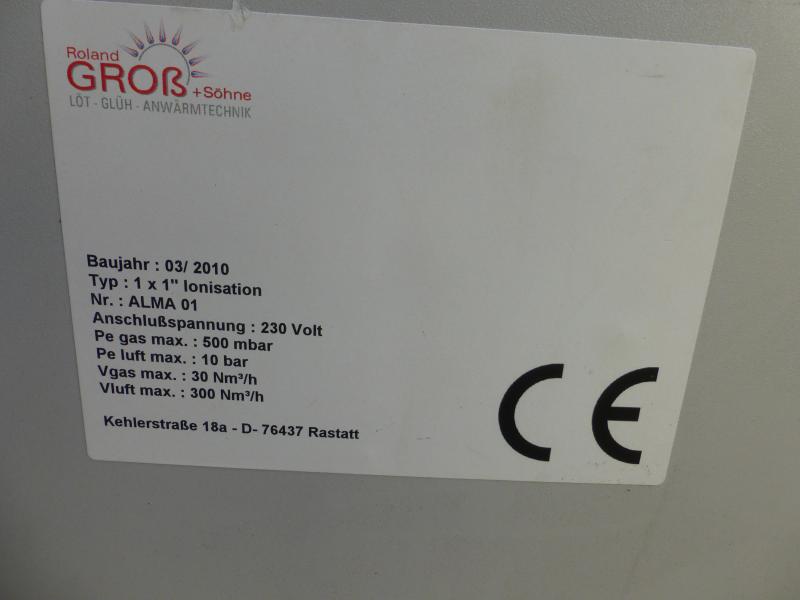 Roland
GROß + Söhne
LÖT - GLÜH - ANWÄRMTECHNIK
Baujahr : 03/ 2010
Typ : 1 x 1" Ionisation
Nr. : ALMA 01
Anschlußspannung : 230 Volt
Pe gas max. : 500 mbar
Pe luft max. : 10 bar
Vgas max. : 30 Nm³/h
Vluft max. : 300 Nm³/h
Kehlerstraße 18a - D- 76437 Rastatt
CE